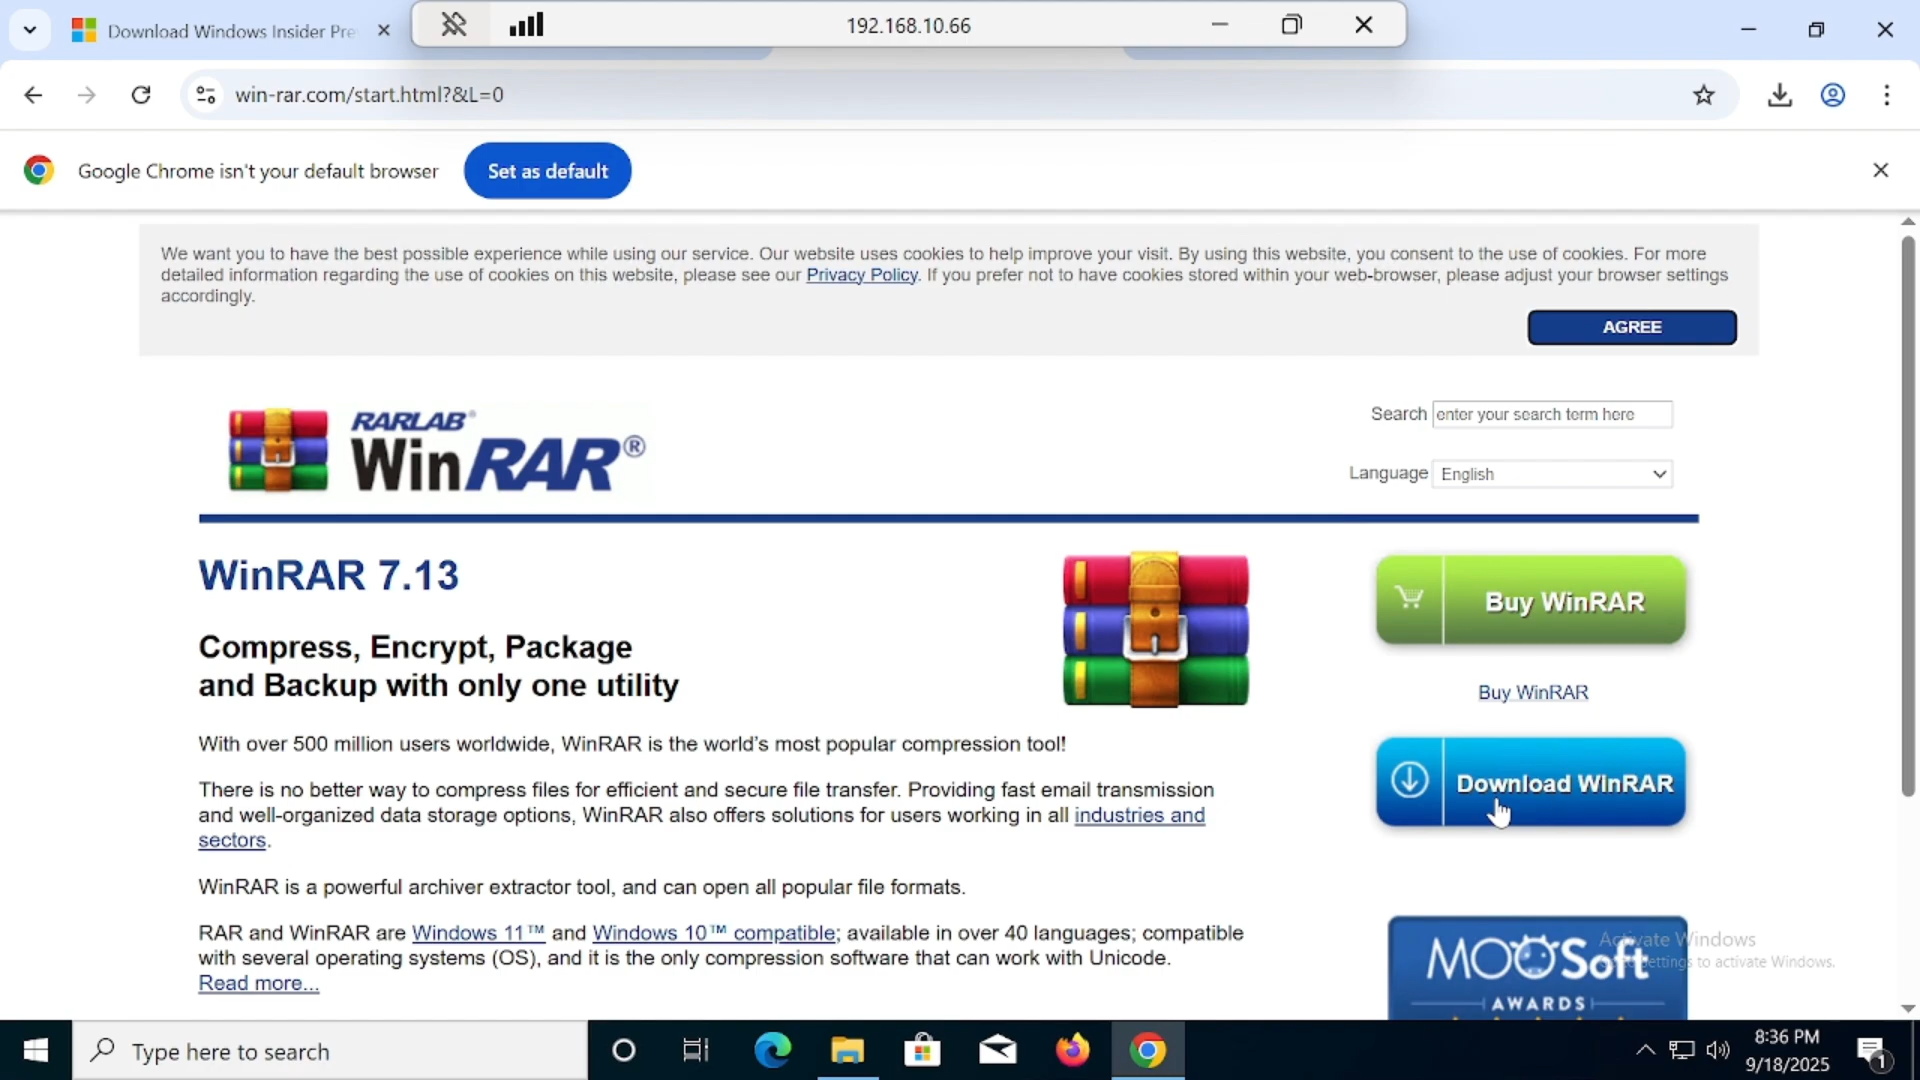 Download Windows Insider Pre
192.168.10.66
win-rar.com/start.html?&L=0
Google Chrome isn't your default browser
Set as default
We want you to have the best possible experience while using our service. Our website uses cookies to help improve your visit. By using this website, you consent to the use of cookies. For more
detailed information regarding the use of cookies on this website, please see our Privacy Policy. If you prefer not to have cookies stored within your web-browser, please adjust your browser settings
accordingly.
AGREE
RARLAB®
WinRAR®
Search enter your search term here
Language English
WinRAR 7.13
Compress, Encrypt, Package
and Backup with only one utility
Buy WinRAR
Buy WinRAR
With over 500 million users worldwide, WinRAR is the world's most popular compression tool!
Download WinRAR
There is no better way to compress files for efficient and secure file transfer. Providing fast email transmission
and well-organized data storage options, WinRAR also offers solutions for users working in all industries and
sectors.
WinRAR is a powerful archiver extractor tool, and can open all popular file formats.
RAR and WinRAR are Windows 11™ and Windows 10™ compatible; available in over 40 languages; compatible
with several operating systems (OS), and it is the only compression software that can work with Unicode.
Read more...
MOOSoft
AWARDS
Activate Windows
to activate Windows.
Type here to search
8:36 PM
9/18/2025
1